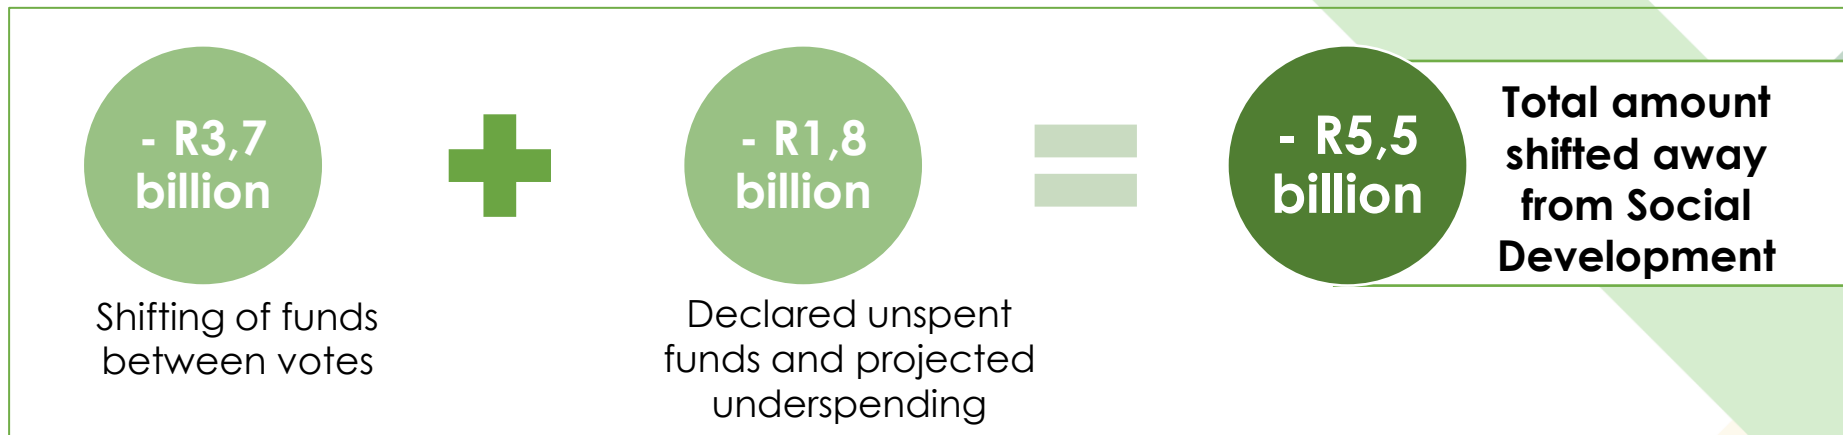 - R3,7
billion
Shifting of funds
between votes
- R1,8
billion
Declared unspent
funds and projected
underspending
- R5,5
billion
Total amount
shifted away
from Social
Development